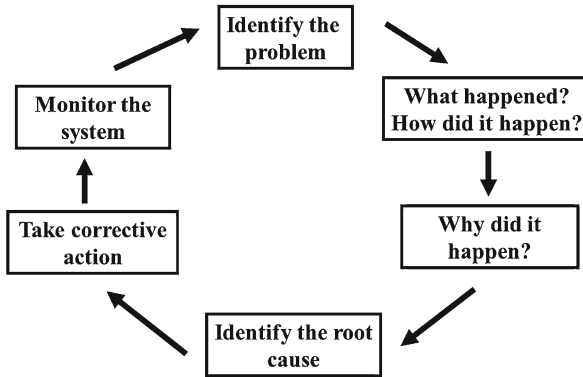 Identify the
problem
What happened?
How did it happen?
Why did it
happen?
Identify the root
cause
Take corrective
action
Monitor the
system